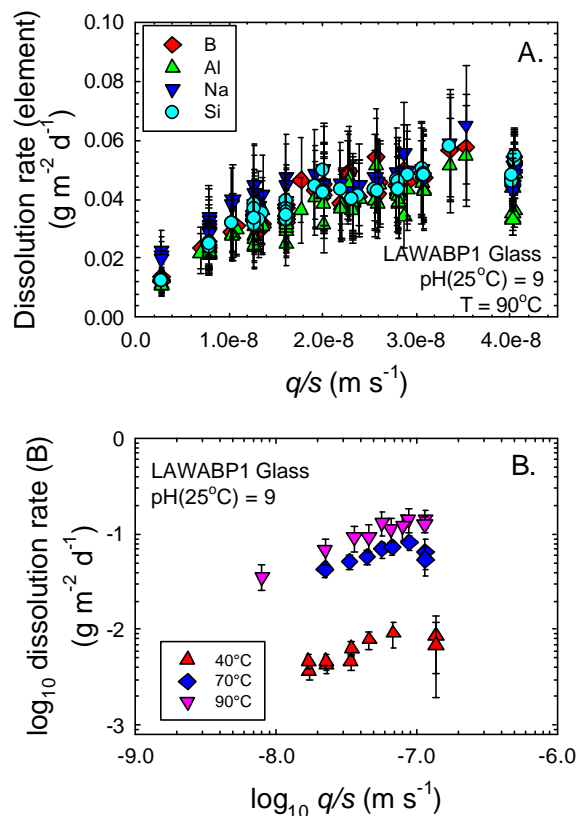 A.
B
Al
Na
Si
0.10
0.08
0.06
0.04
0.02
0.00
Dissolution rate (element)
(g m⁻² d⁻¹)
LAWABP1 Glass
pH(25°C) = 9
T = 90°C
0.0 1.0e-8 2.0e-8 3.0e-8 4.0e-8
q/s (m s⁻¹)
B.
LAWABP1 Glass
pH(25°C) = 9
-0
-1
-2
-3
log₁₀ dissolution rate (B)
(g m⁻² d⁻¹)
40°C
70°C
90°C
-9.0 -8.0 -7.0 -6.0
log₁₀ q/s (m s⁻¹)